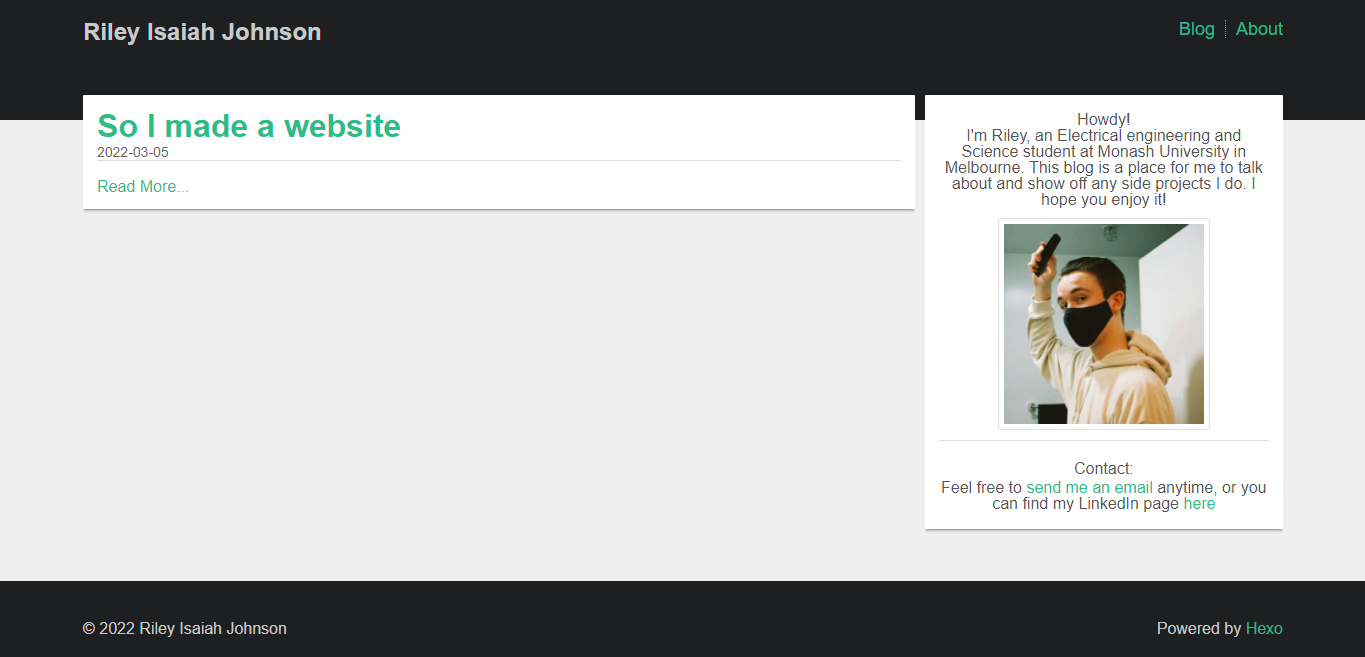 Riley Isaiah Johnson
Blog About
So I made a website
2022-03-05
Read More...
Howdy!
I'm Riley, an Electrical engineering and
Science student at Monash University in
Melbourne. This blog is a place for me to talk
about and show off any side projects I do. I
hope you enjoy it!
Contact:
Feel free to send me an email anytime, or you
can find my LinkedIn page here
© 2022 Riley Isaiah Johnson
Powered by Hexo